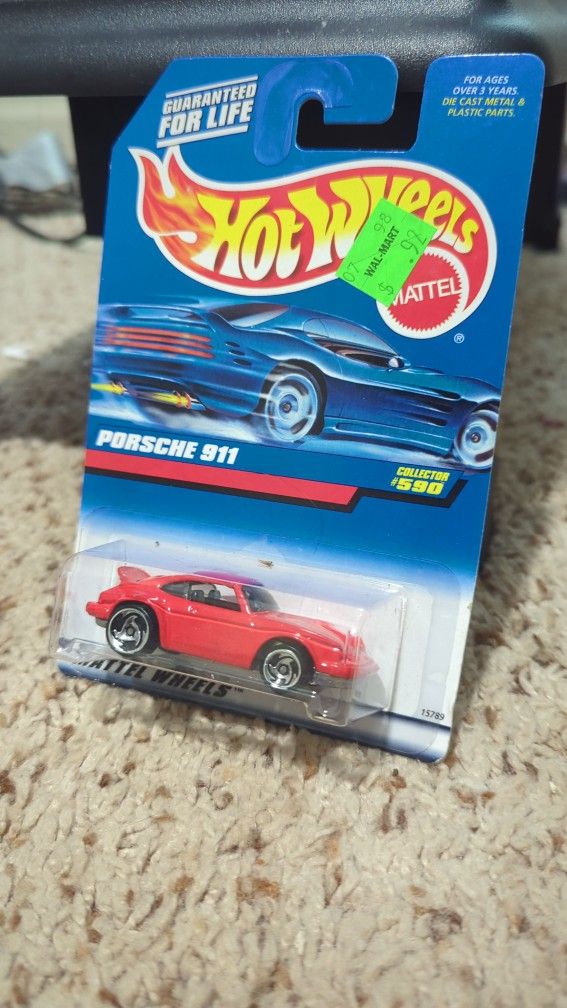 GUARANTEED
FOR LIFE
FOR AGES
OVER 3 YEARS.
DIE CAST METAL &
PLASTIC PARTS.
HOT WHEELS
07 98
WAL-MART
$ .92
MATTEL
®
PORSCHE 911
COLLECTOR
#590
MATTEL WHEELS™
15789